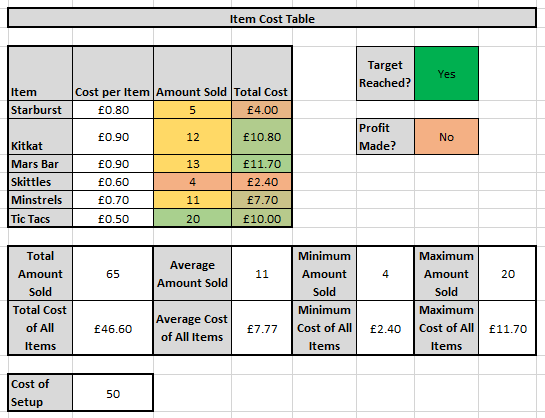 Item Cost Table
Target
Reached?
Yes
Item Cost per Item Amount Sold Total Cost
Starburst £0.80 5 £4.00
Kitkat £0.90 12 £10.80
Profit
Made?
No
Mars Bar £0.90 13 £11.70
Skittles £0.60 4 £2.40
Minstrels £0.70 11 £7.70
Tic Tacs £0.50 20 £10.00
Total
Amount
Sold
65
Average
Amount Sold
11
Minimum
Amount
Sold
4
Maximum
Amount
Sold
20
Total Cost
of All
Items
£46.60
Average Cost
of All Items
£7.77
Minimum
Cost of All
Items
£2.40
Maximum
Cost of All
Items
£11.70
Cost of
Setup
50